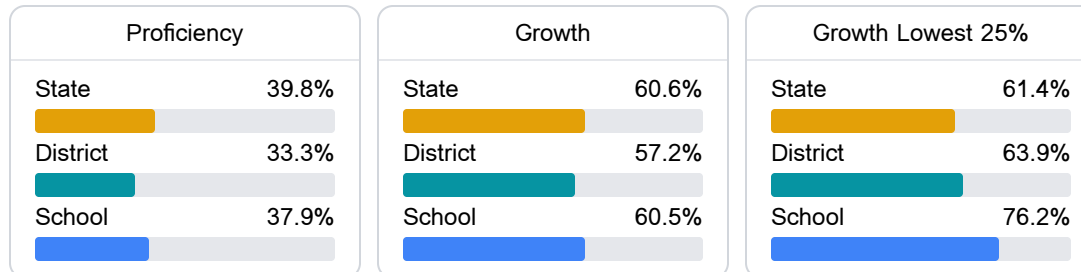 Proficiency
State 39.8%
District 33.3%
School 37.9%
Growth
State 60.6%
District 57.2%
School 60.5%
Growth Lowest 25%
State 61.4%
District 63.9%
School 76.2%